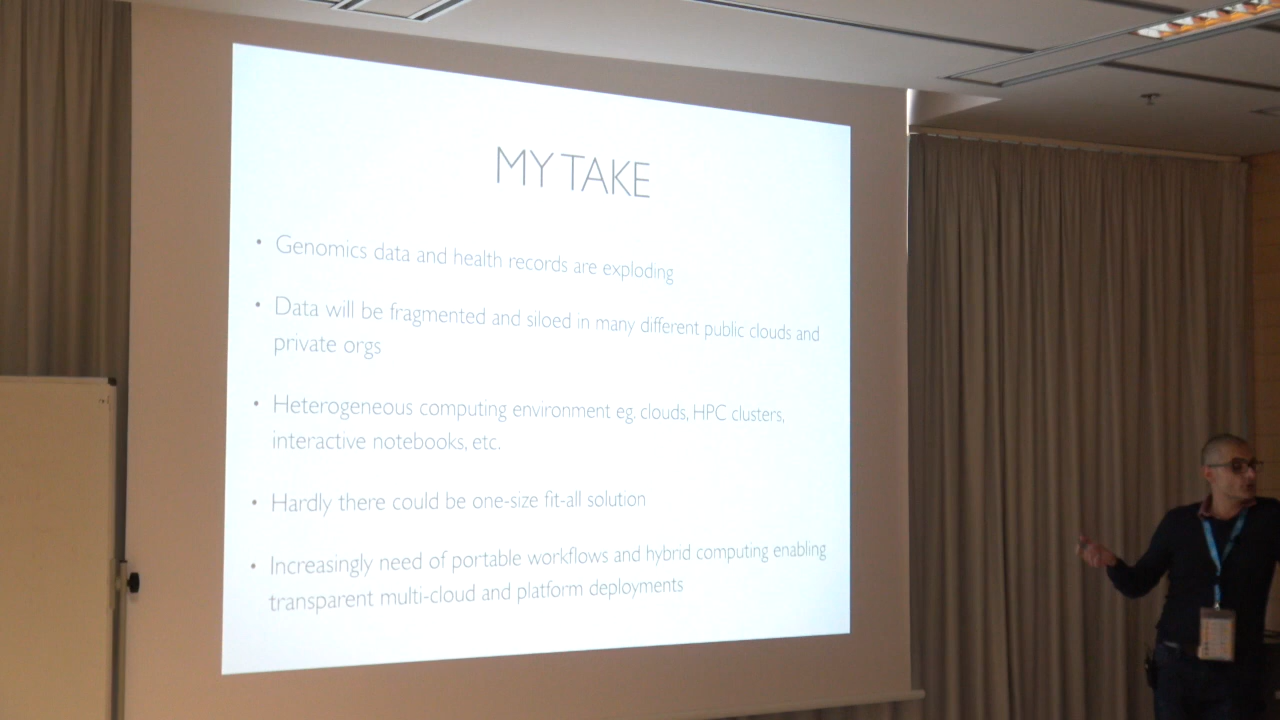 MY TAKE
• Genomics data and health records are exploding
• Data will be fragmented and siloed in many different public clouds and
private orgs
• Heterogeneous computing environment eg. clouds, HPC clusters,
interactive notebooks, etc.
• Hardly there could be one-size fit-all solution
• Increasingly need of portable workflows and hybrid computing enabling
transparent multi-cloud and platform deployments